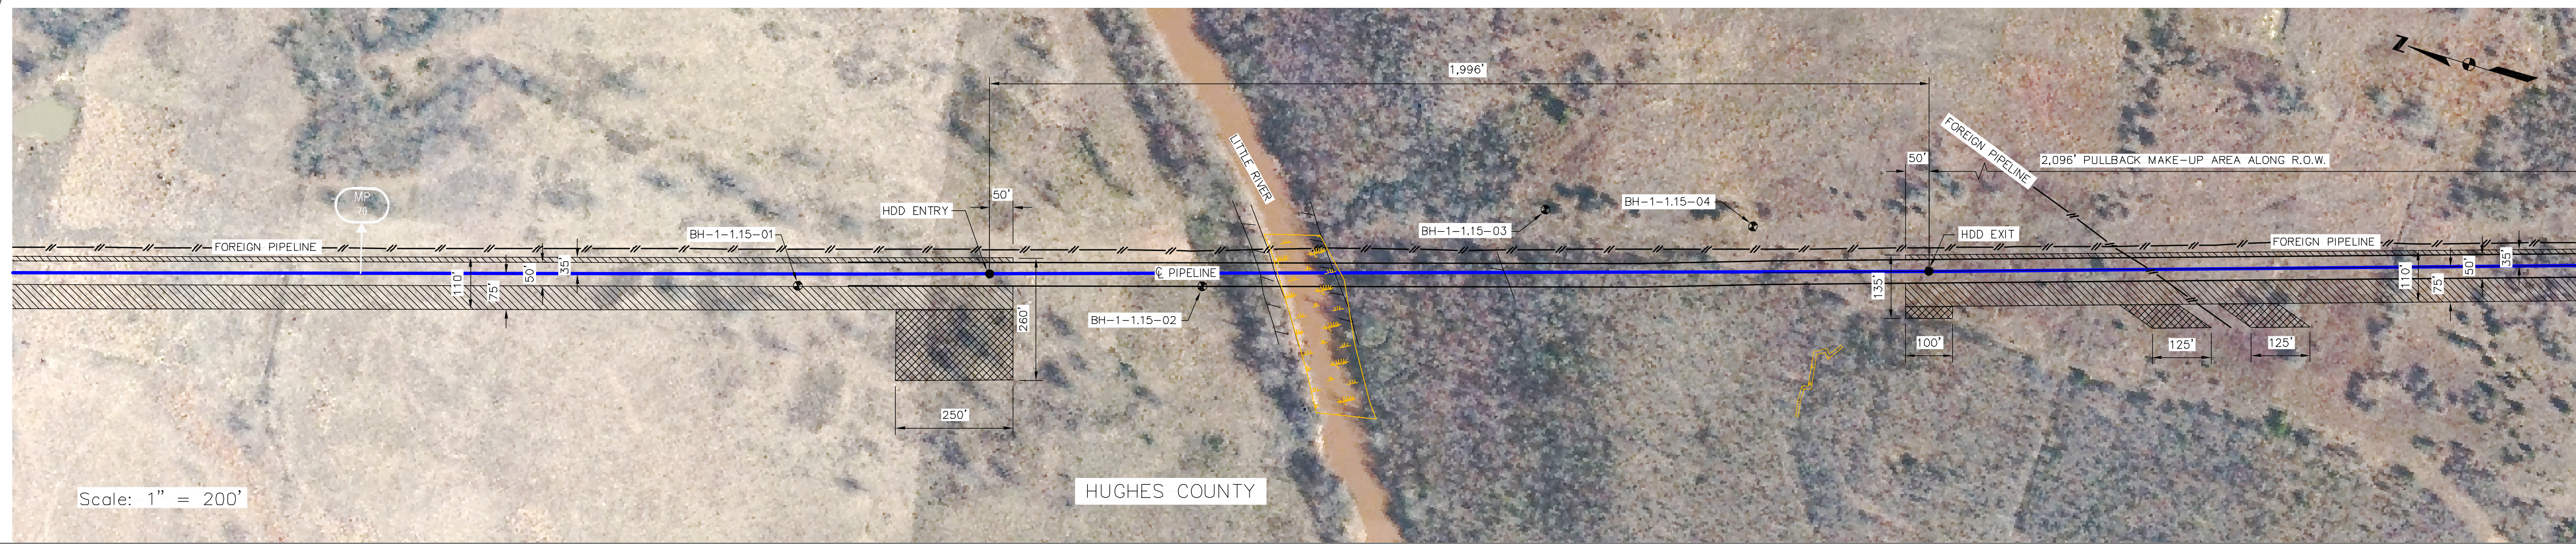 1,996'
Z
MP
70
LITTLE RIVER
50'
HDD ENTRY
BH-1-1.15-01
FOREIGN PIPELINE
110'
75'
50'
35'
℄ PIPELINE
BH-1-1.15-02
260'
250'
BH-1-1.15-03
BH-1-1.15-04
50'
FOREIGN PIPELINE
2,096' PULLBACK MAKE-UP AREA ALONG R.O.W.
HDD EXIT
FOREIGN PIPELINE
135'
100'
125'
125'
110'
75'
50'
35'
Scale: 1" = 200'
HUGHES COUNTY